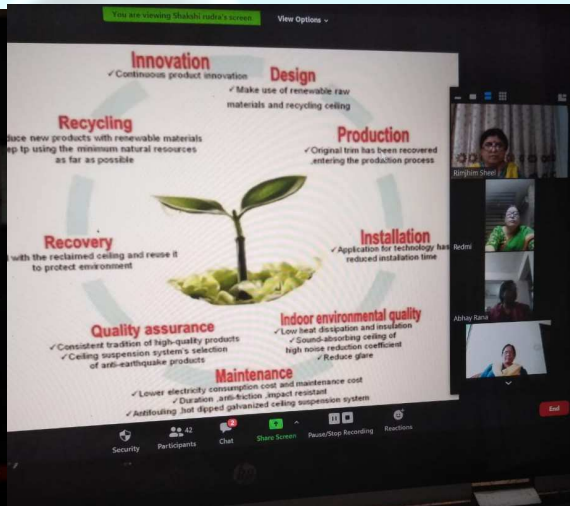 You are viewing Shakshi rudra's screen
View Options
Innovation
✓Continuous product innovation
Design
✓Make use of renewable raw
materials and recycling ceiling
Recycling
duce new products with renewable materials
ep tp using the minimum natural resources
as far as possible
Production
✓Original trim has been recovered
,entering the prodaltion process
Recovery
with the reclaimed ceiling and reuse it
to protect environment
Installation
✓Application for technology has
reduced installation time
Quality assurance
✓Consistent tradition of high-quality products
✓Ceiling suspension system's selection
of anti-earthquake products
Indoor environmental quality
✓Low heat dissipation and insulation
✓Sound-absorbing ceiling of
high noise reduction coefficient
✓Reduce glare
Maintenance
✓Lower electricity consumption cost and maintenance cost
✓Duration ,anti-friction ,impact resistant
✓Antifouling ,hot dipped galvanized ceiling suspension system
Rimjhim Sheel
Redmi
Abhay Rana
Security
42
Participants
2
Chat
Share Screen
Pause/Stop Recording
Reactions
End
hp